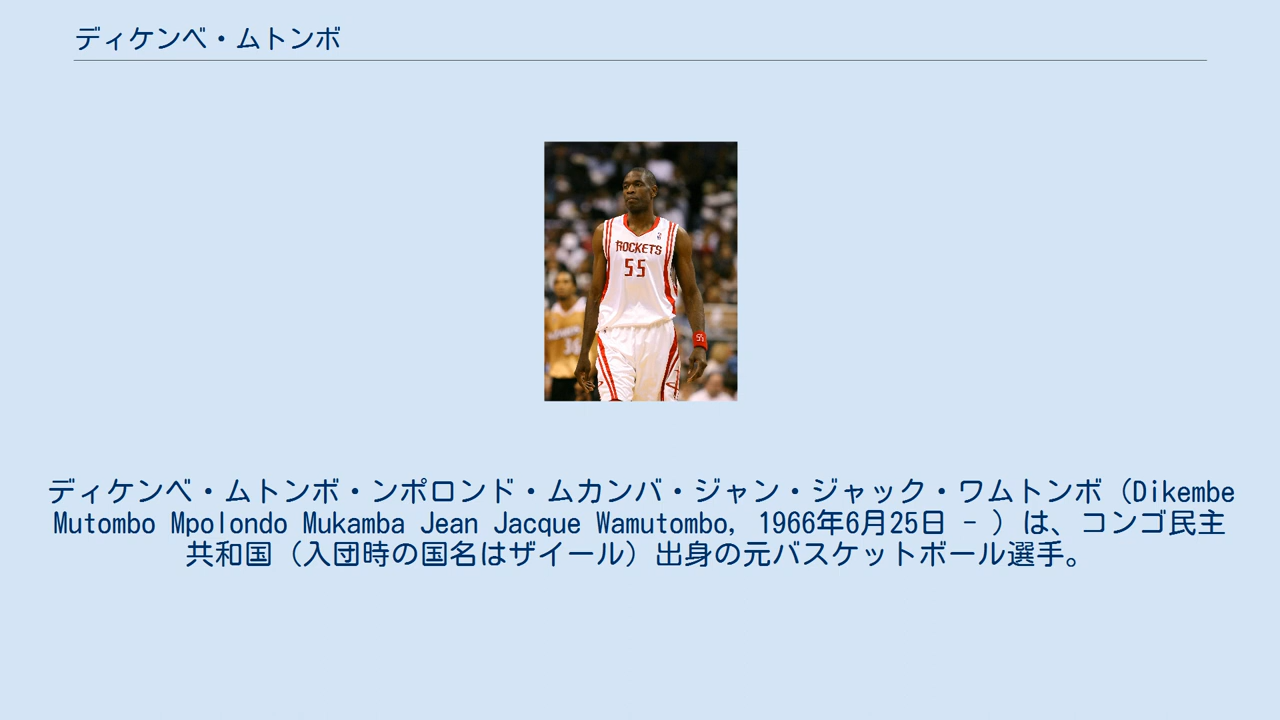 ディケンベ・ムトンボ
ROCKETS
55
ディケンベ・ムトンボ・ンポロンド・ムカンバ・ジャン・ジャック・ワムトンボ（Dikembe
Mutombo Mpolondo Mukamba Jean Jacque Wamutombo, 1966年6月25日 - ）は、コンゴ民主
共和国（入団時の国名はザイール）出身の元バスケットボール選手。